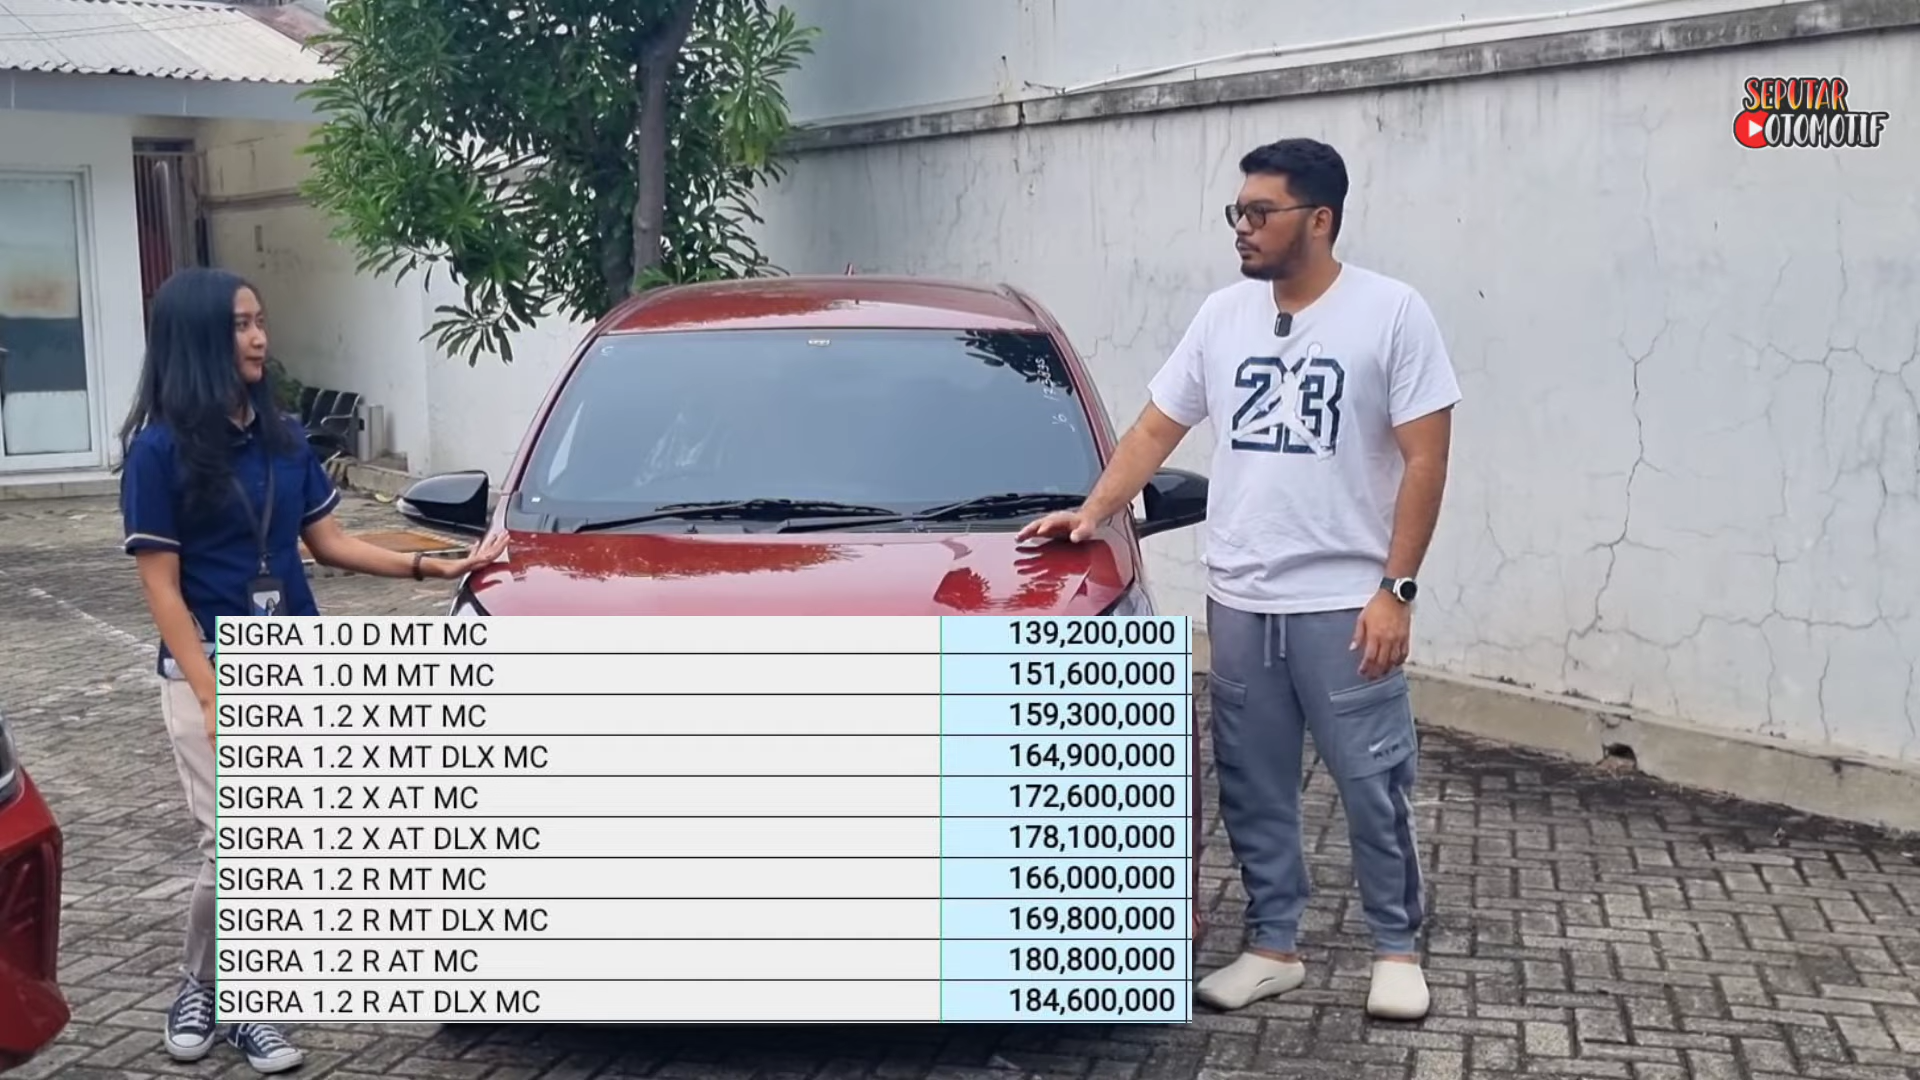 SEPUTAR
OTOMOTIF
23
SIGRA 1.0 D MT MC 139,200,000
SIGRA 1.0 M MT MC 151,600,000
SIGRA 1.2 X MT MC 159,300,000
SIGRA 1.2 X MT DLX MC 164,900,000
SIGRA 1.2 X AT MC 172,600,000
SIGRA 1.2 X AT DLX MC 178,100,000
SIGRA 1.2 R MT MC 166,000,000
SIGRA 1.2 R MT DLX MC 169,800,000
SIGRA 1.2 R AT MC 180,800,000
SIGRA 1.2 R AT DLX MC 184,600,000